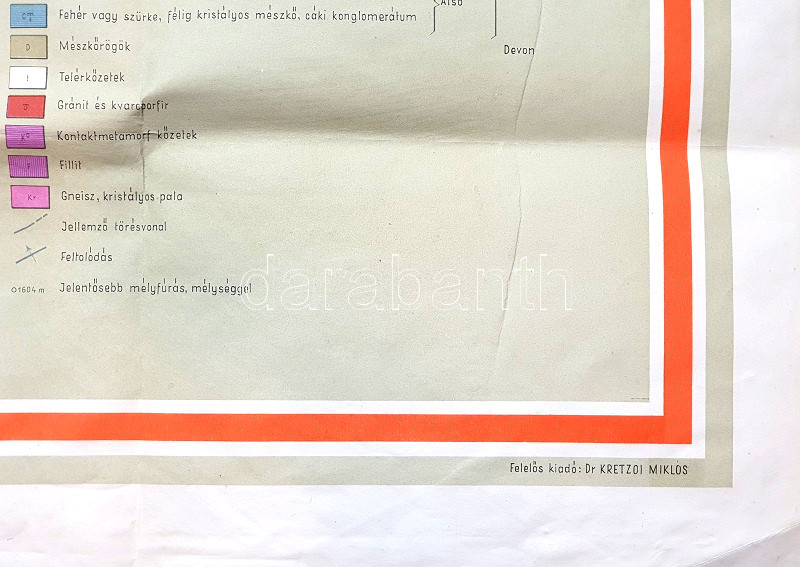 Fehér vagy szürke, félig kristályos mészkő, cáki konglomerátum
Alsó
D Mészkőrögök
Devon
t Telérkőzetek
Gránit és kvarcporfir
Kontaktmetamorf kőzetek
Fillit
Kr Gneisz, kristályos pala
Jellemző törésvonal
Feltolódás
1604 m Jelentősebb mélyfúrás, mélységgel
darabanth
Felelős kiadó: Dr KRETZOI MIKLÓS